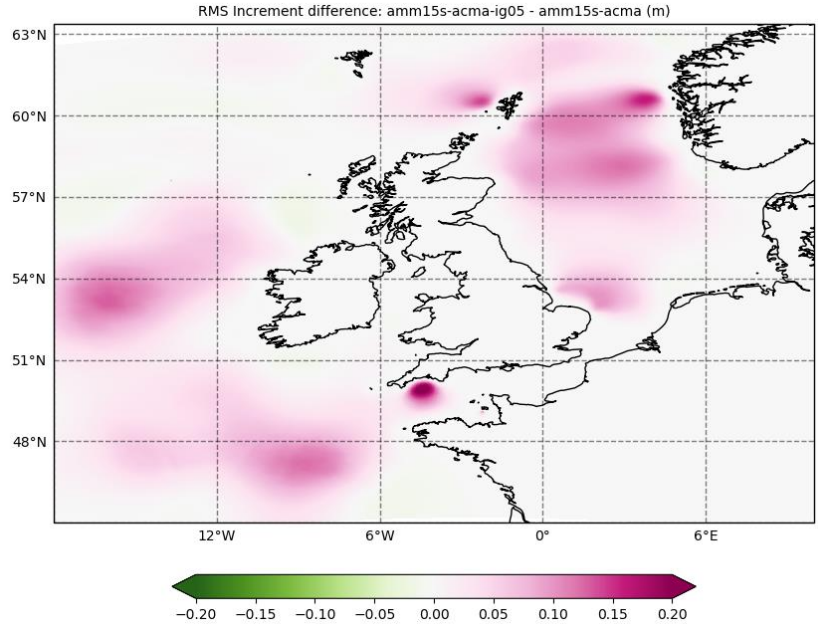 RMS Increment difference: amm15s-acma-ig05 - amm15s-acma (m)
63°N
60°N
57°N
54°N
51°N
48°N
12°W 6°W 0° 6°E
−0.20 −0.15 −0.10 −0.05 0.00 0.05 0.10 0.15 0.20